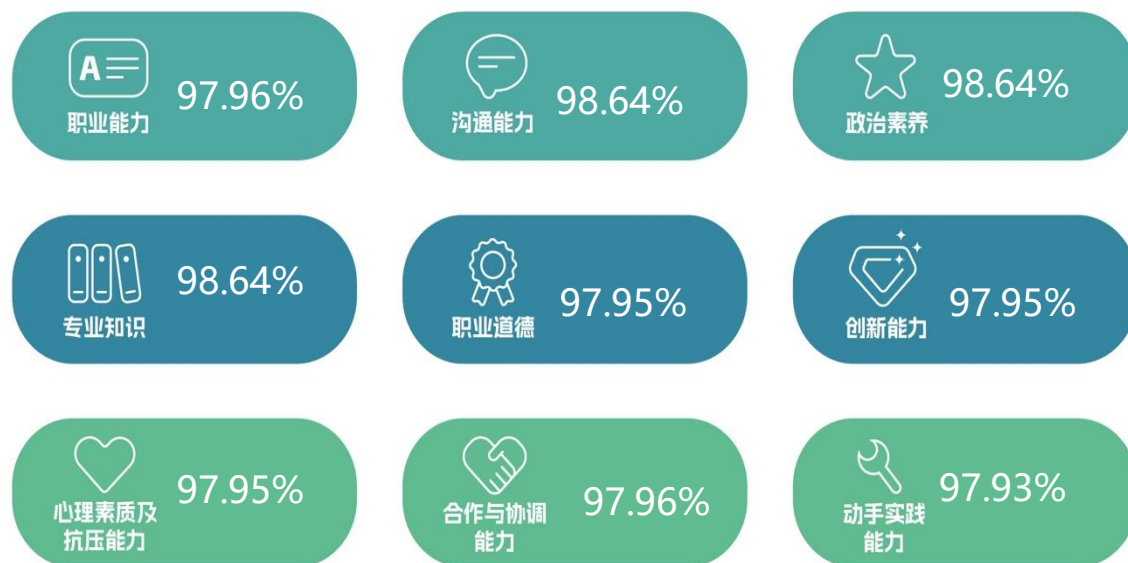 A
职业能力
97.96%
沟通能力
98.64%
政治素养
98.64%
专业知识
98.64%
职业道德
97.95%
创新能力
97.95%
心理素质及
抗压能力
97.95%
合作与协调
能力
97.96%
动手实践
能力
97.93%